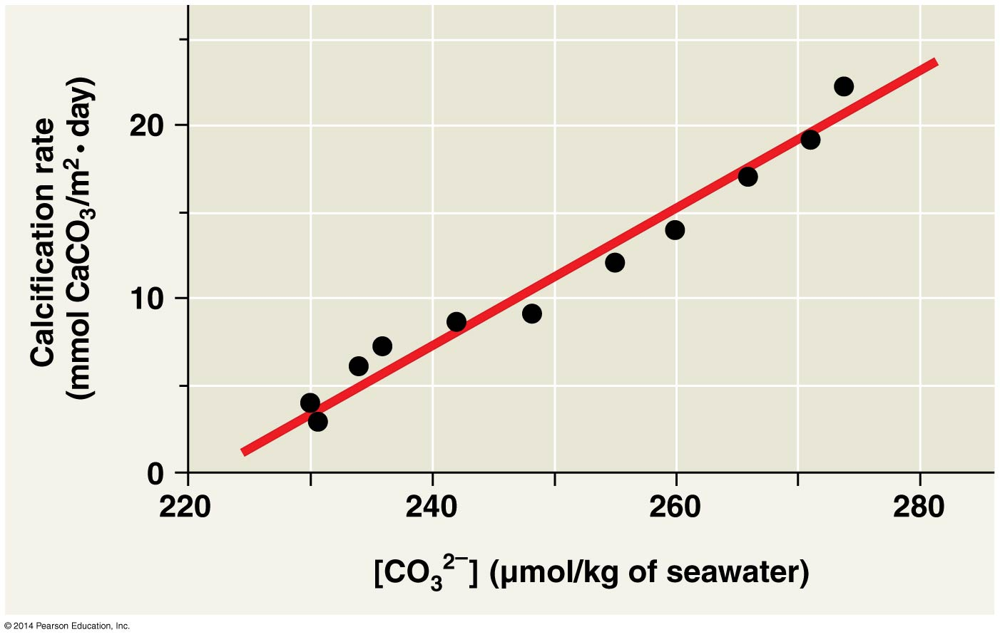 Calcification rate
(mmol CaCO₃/m² • day)
20
10
0
220
240
260
280
[CO₃²⁻] (µmol/kg of seawater)
© 2014 Pearson Education, Inc.